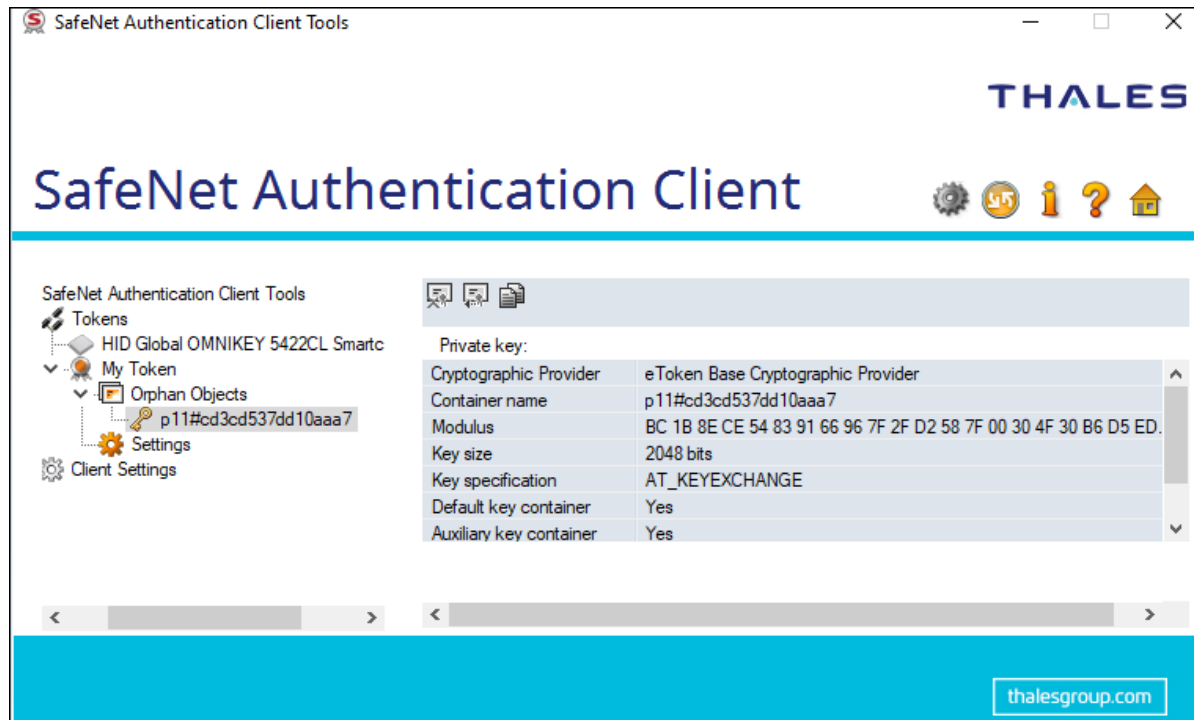 SafeNet Authentication Client Tools
THALES
SafeNet Authentication Client
SafeNet Authentication Client Tools
Tokens
HID Global OMNIKEY 5422CL Smartc
My Token
Orphan Objects
p11#cd3cd537dd10aaa7
Settings
Client Settings
Private key:
Cryptographic Provider eToken Base Cryptographic Provider
Container name p11#cd3cd537dd10aaa7
Modulus BC 1B 8E CE 54 83 91 66 96 7F 2F D2 58 7F 00 30 4F 30 B6 D5 ED.
Key size 2048 bits
Key specification AT_KEYEXCHANGE
Default key container Yes
Auxiliary key container Yes
thalesgroup.com